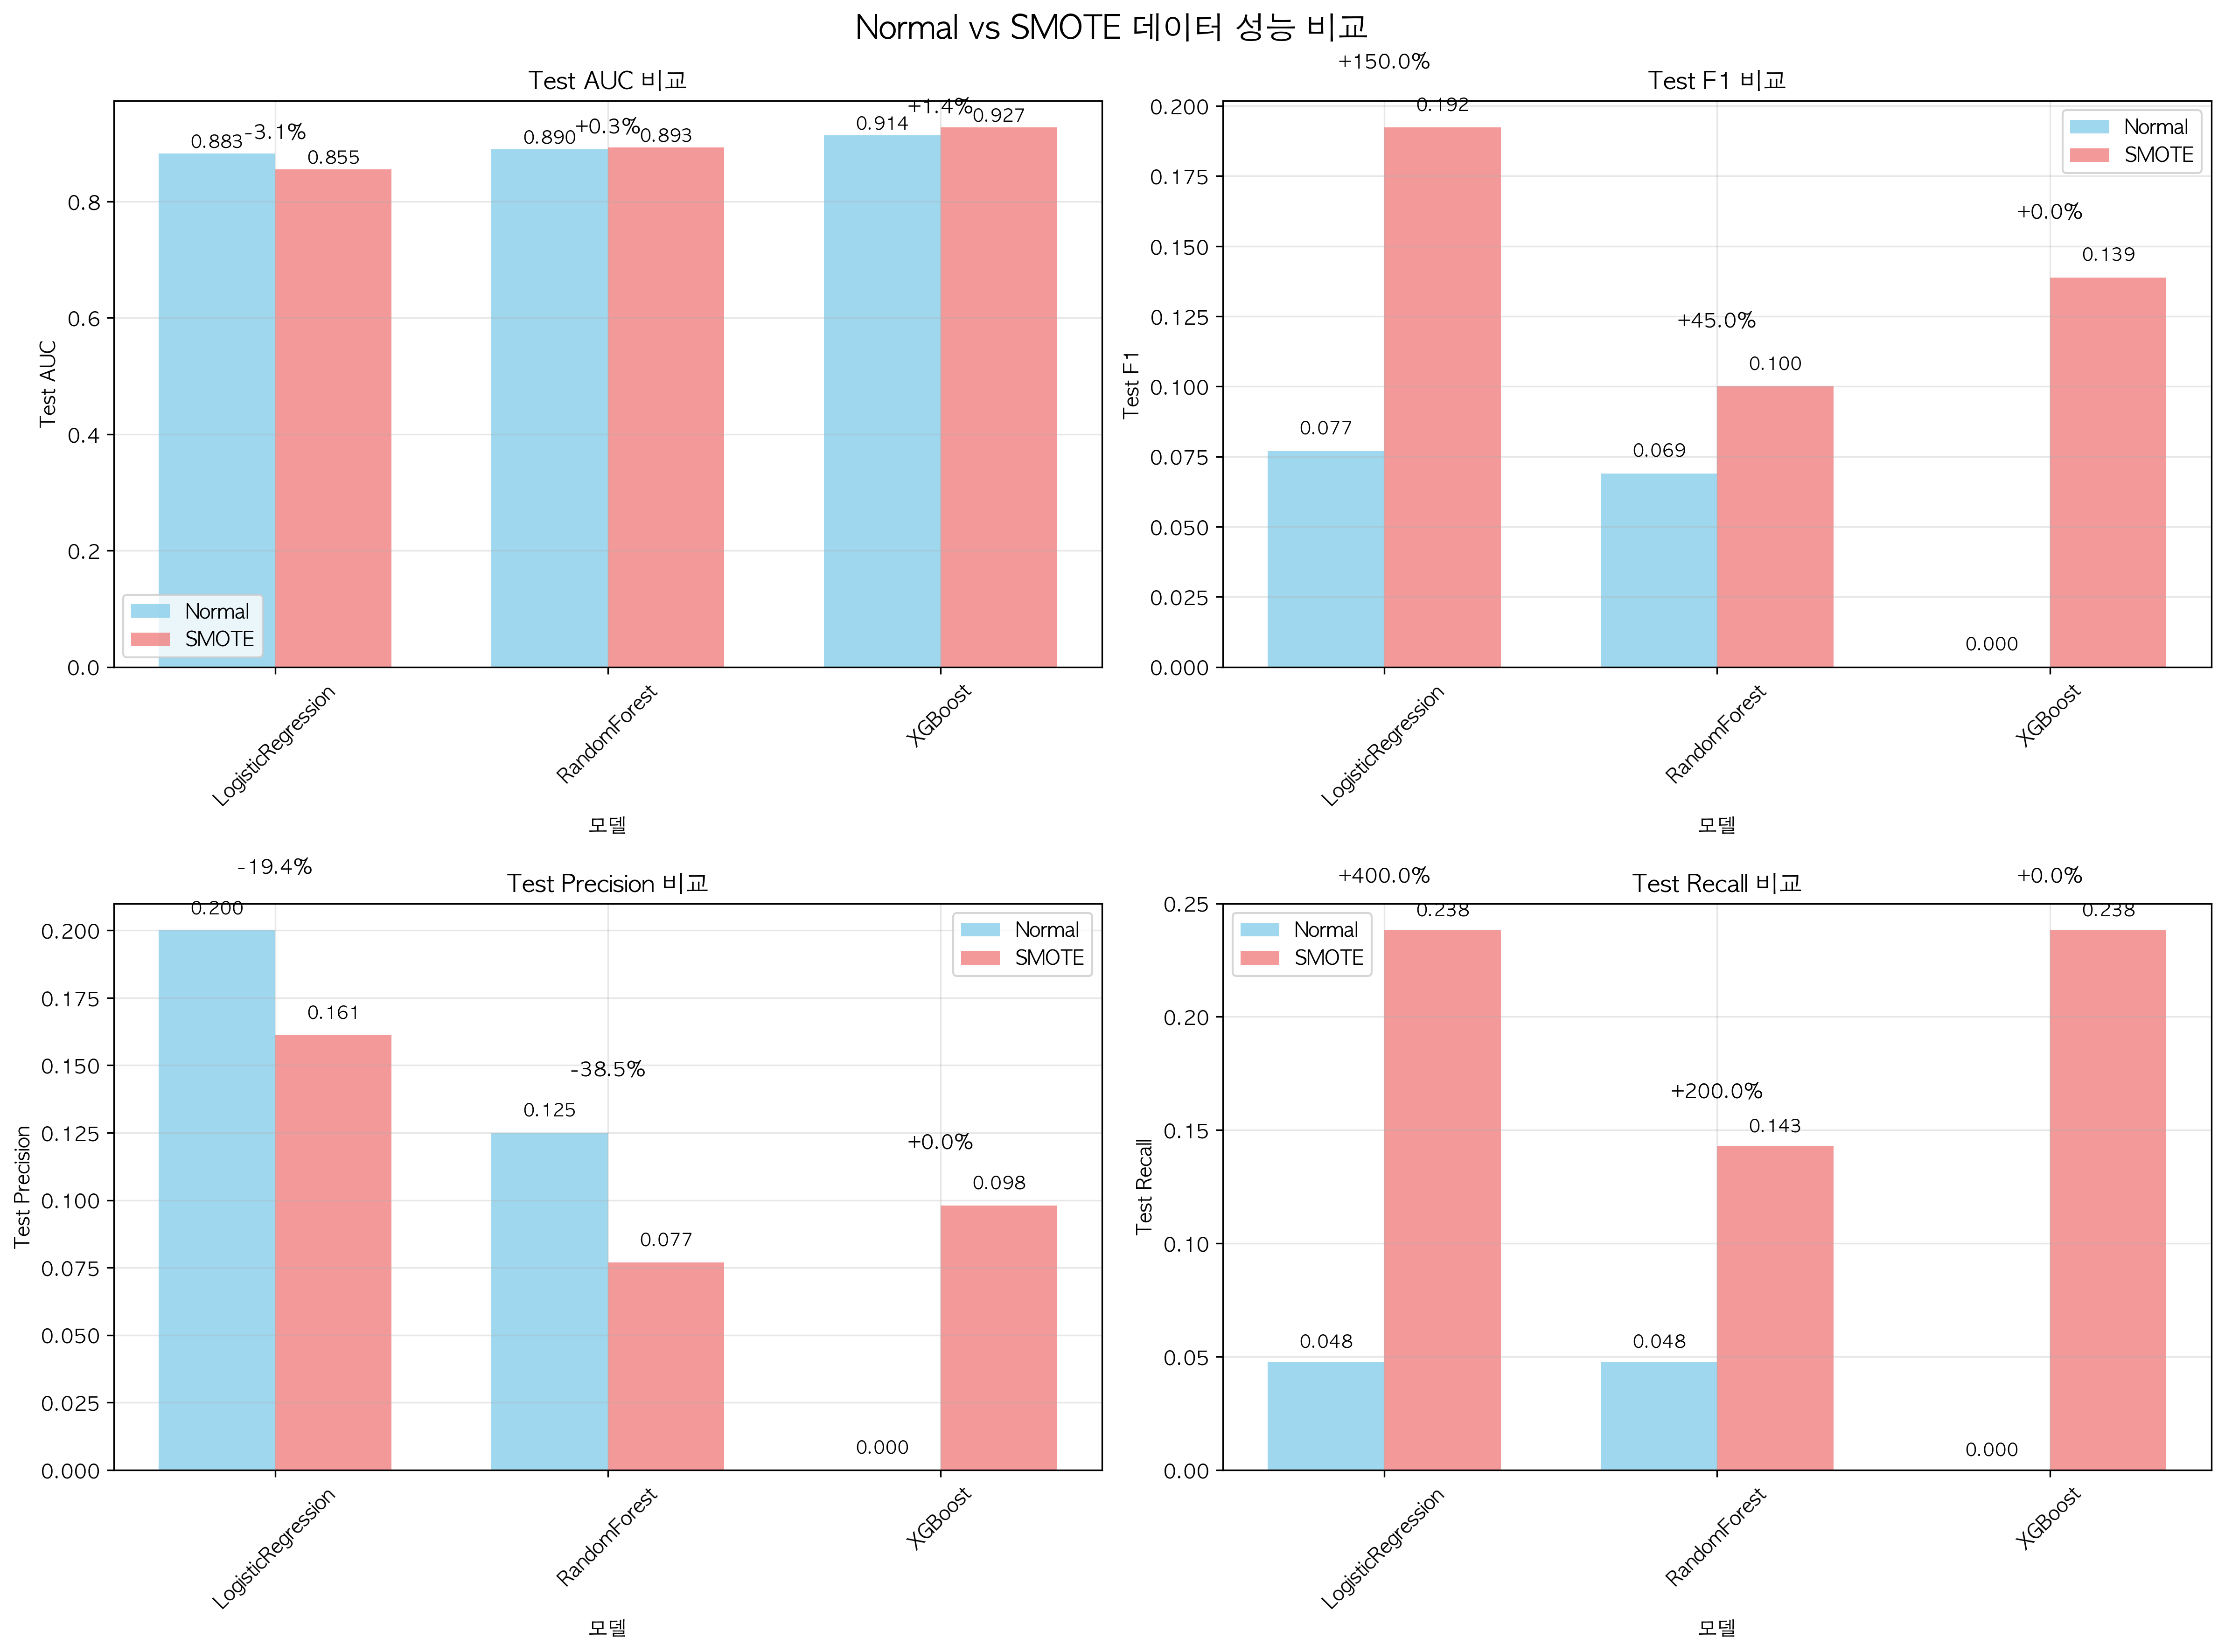 Normal vs SMOTE 데이터 성능 비교
Test AUC 비교
Test AUC
0.8
0.6
0.4
0.2
0.0
0.883
-3.1%
0.855
0.890
+0.3%
0.893
0.914
+1.4%
0.927
Normal
SMOTE
LogisticRegression
RandomForest
XGBoost
모델
+150.0%
Test F1 비교
Test F1
0.200
0.175
0.150
0.125
0.100
0.075
0.050
0.025
0.000
0.192
0.077
+45.0%
0.069
0.100
+0.0%
0.000
0.139
Normal
SMOTE
LogisticRegression
RandomForest
XGBoost
모델
-19.4%
Test Precision 비교
Test Precision
0.200
0.175
0.150
0.125
0.100
0.075
0.050
0.025
0.000
0.200
0.161
-38.5%
0.125
0.077
+0.0%
0.000
0.098
Normal
SMOTE
LogisticRegression
RandomForest
XGBoost
모델
+400.0%
Test Recall 비교
+0.0%
Test Recall
0.25
0.20
0.15
0.10
0.05
0.00
Normal
SMOTE
0.238
0.048
+200.0%
0.048
0.143
0.000
0.238
LogisticRegression
RandomForest
XGBoost
모델